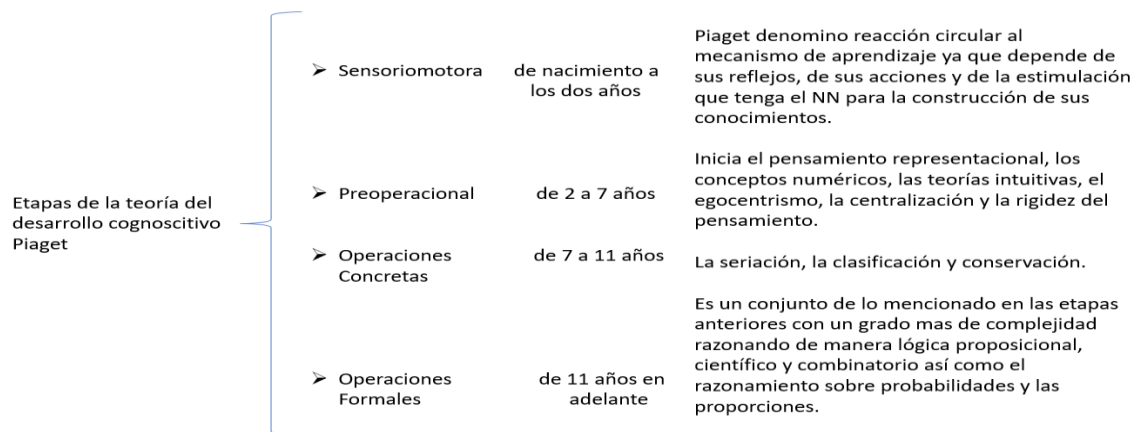 Etapas de la teoría del
desarrollo cognoscitivo
Piaget
➢ Sensoriomotora
de nacimiento a
los dos años
Piaget denomino reacción circular al
mecanismo de aprendizaje ya que depende de
sus reflejos, de sus acciones y de la estimulación
que tenga el NN para la construcción de sus
conocimientos.
➢ Preoperacional
de 2 a 7 años
Inicia el pensamiento representacional, los
conceptos numéricos, las teorías intuitivas, el
egocentrismo, la centralización y la rigidez del
pensamiento.
➢ Operaciones
Concretas
de 7 a 11 años
La seriación, la clasificación y conservación.
➢ Operaciones
Formales
de 11 años en
adelante
Es un conjunto de lo mencionado en las etapas
anteriores con un grado mas de complejidad
razonando de manera lógica proposicional,
científico y combinatorio así como el
razonamiento sobre probabilidades y las
proporciones.